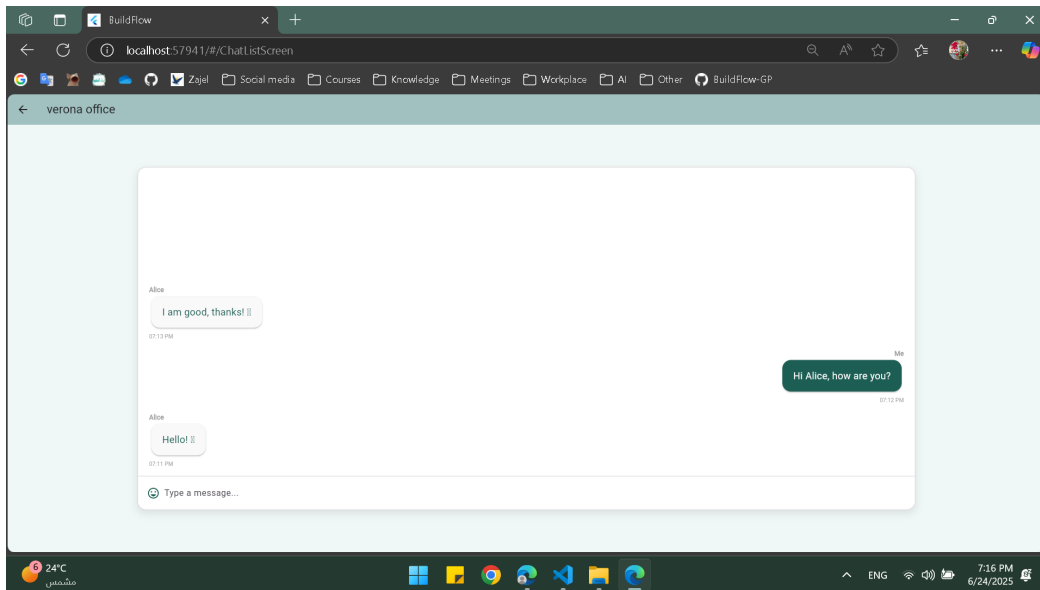 BuildFlow
localhost:57941/#/ChatListScreen
Zajel Social media Courses Knowledge Meetings Workplace AI Other BuildFlow-GP
verona office
Alice
I am good, thanks!
07:13 PM
Me
Hi Alice, how are you?
07:12 PM
Alice
Hello!
07:11 PM
Type a message...
6
24°C
مشمس
ENG
7:16 PM
6/24/2025